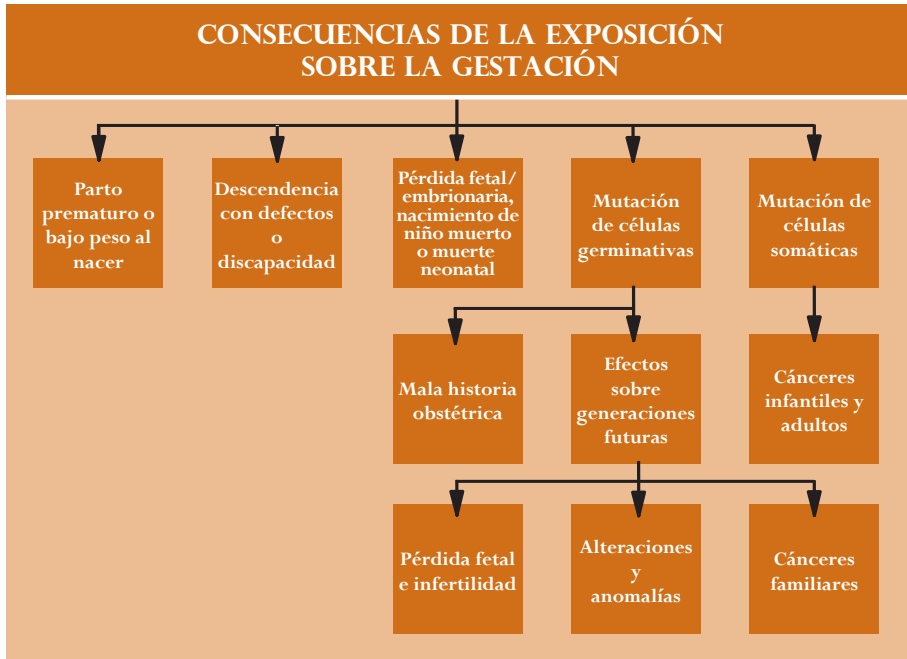 CONSECUENCIAS DE LA EXPOSICIÓN
SOBRE LA GESTACIÓN
Parto
prematuro o
bajo peso al
nacer
Descendencia
con defectos
o
discapacidad
Pérdida fetal/
embrionaria,
nacimiento de
niño muerto
o muerte
neonatal
Mutación
de células
germinativas
Mutación de
células
somáticas
Mala historia
obstétrica
Efectos
sobre
generaciones
futuras
Cánceres
infantiles y
adultos
Pérdida fetal
e infertilidad
Alteraciones
y
anomalías
Cánceres
familiares